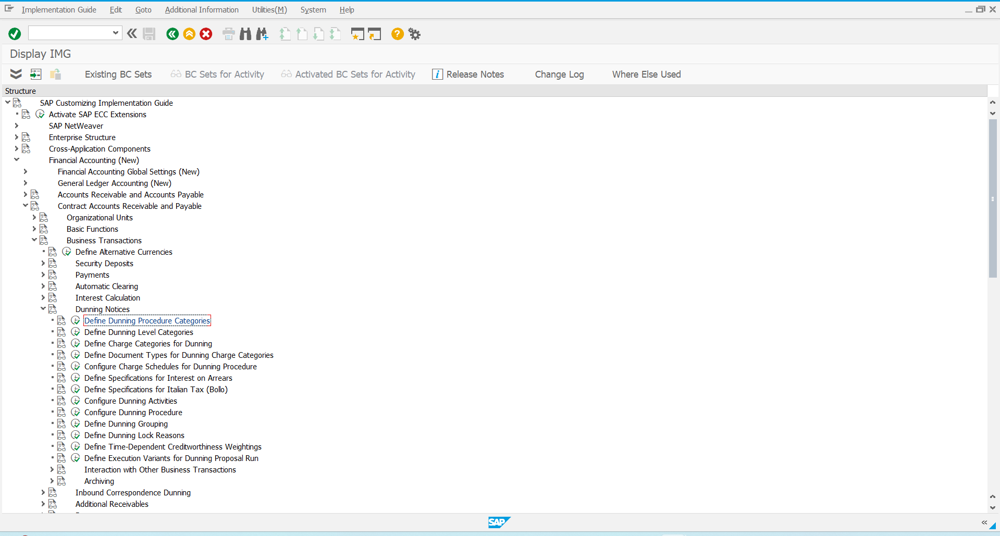 Implementation Guide Edit Goto Additional Information Utilities(M) System Help
Display IMG
Existing BC Sets BC Sets for Activity Activated BC Sets for Activity i Release Notes Change Log Where Else Used
Structure
SAP Customizing Implementation Guide
Activate SAP ECC Extensions
SAP NetWeaver
Enterprise Structure
Cross-Application Components
Financial Accounting (New)
Financial Accounting Global Settings (New)
General Ledger Accounting (New)
Accounts Receivable and Accounts Payable
Contract Accounts Receivable and Payable
Organizational Units
Basic Functions
Business Transactions
Define Alternative Currencies
Security Deposits
Payments
Automatic Clearing
Interest Calculation
Dunning Notices
Define Dunning Procedure Categories
Define Dunning Level Categories
Define Charge Categories for Dunning
Define Document Types for Dunning Charge Categories
Configure Charge Schedules for Dunning Procedure
Define Specifications for Interest on Arrears
Define Specifications for Italian Tax (Bollo)
Configure Dunning Activities
Configure Dunning Procedure
Define Dunning Grouping
Define Dunning Lock Reasons
Define Time-Dependent Creditworthiness Weightings
Define Execution Variants for Dunning Proposal Run
Interaction with Other Business Transactions
Archiving
Inbound Correspondence Dunning
Additional Receivables
SAP